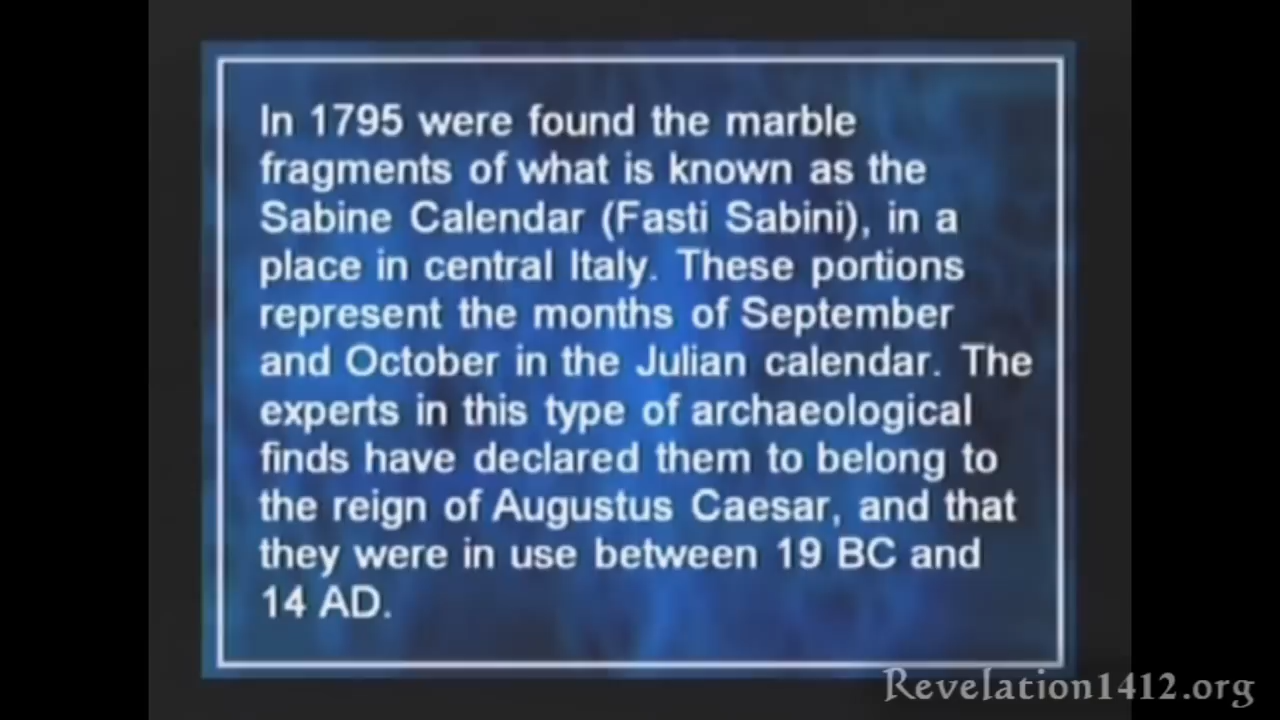 In 1795 were found the marble
fragments of what is known as the
Sabine Calendar (Fasti Sabini), in a
place in central Italy. These portions
represent the months of September
and October in the Julian calendar. The
experts in this type of archaeological
finds have declared them to belong to
the reign of Augustus Caesar, and that
they were in use between 19 BC and
14 AD.
Revelation1412.org